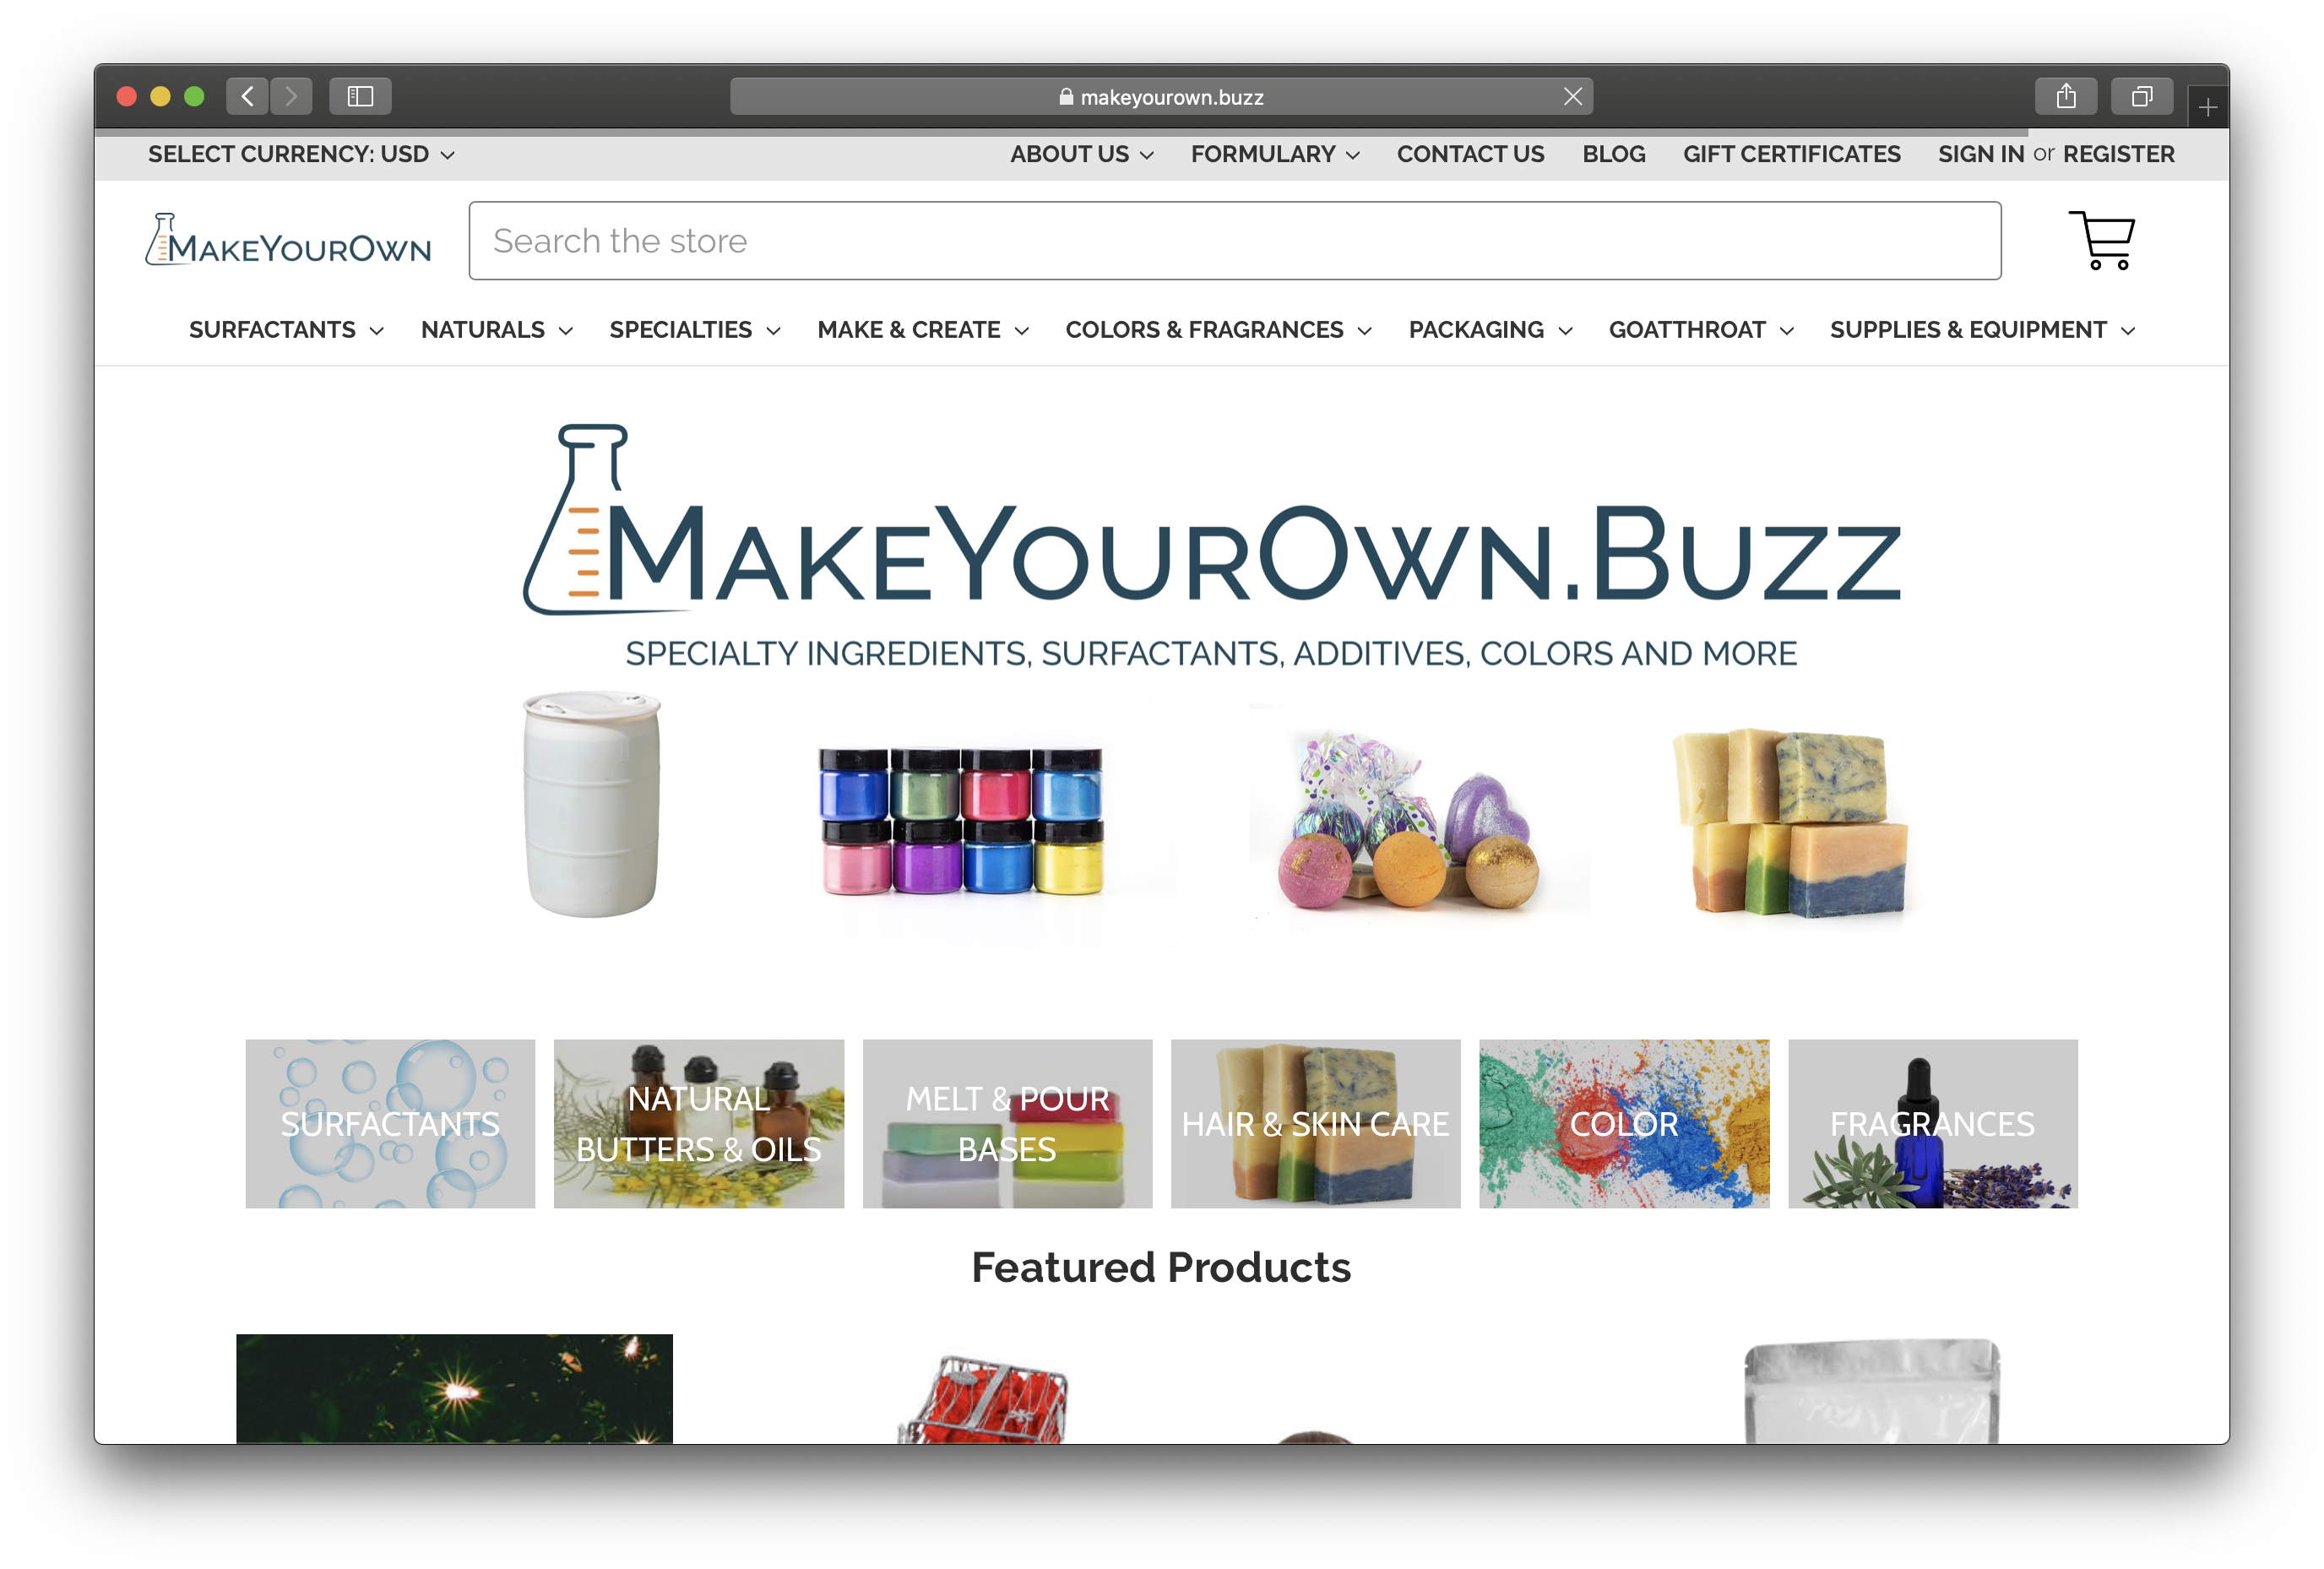 makeyourown.buzz
SELECT CURRENCY: USD ABOUT US FORMULARY CONTACT US BLOG GIFT CERTIFICATES SIGN IN or REGISTER
MAKEYOUROWN Search the store
SURFACTANTS NATURALS SPECIALTIES MAKE & CREATE COLORS & FRAGRANCES PACKAGING GOATTHROAT SUPPLIES & EQUIPMENT
MAKEYOUROWN.BUZZ
SPECIALTY INGREDIENTS, SURFACTANTS, ADDITIVES, COLORS AND MORE
SURFACTANTS
NATURAL
BUTTERS & OILS
MELT & POUR
BASES
HAIR & SKIN CARE
COLOR
FRAGRANCES
Featured Products